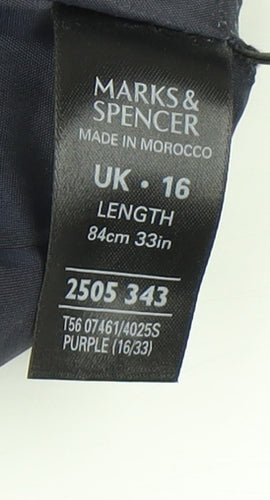 MARKS &
SPENCER
MADE IN MOROCCO
UK • 16
LENGTH
84cm 33in
2505 343
T56 07461/4025S
PURPLE (16/33)